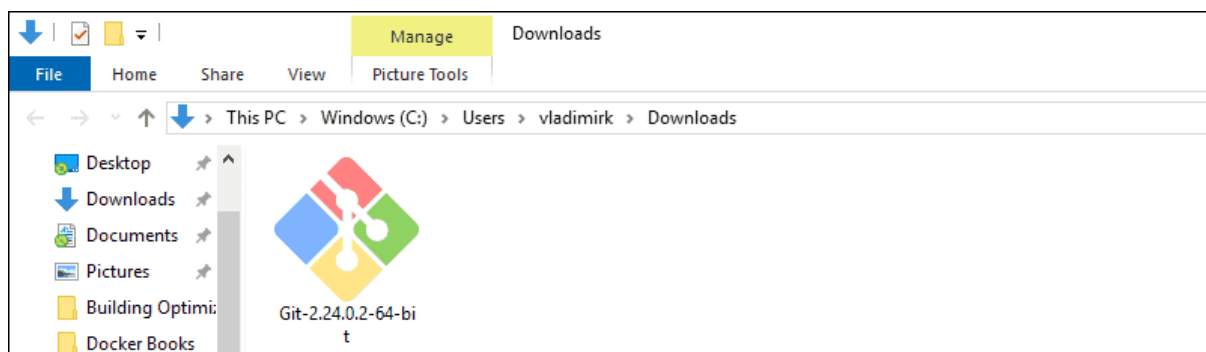 Manage
Downloads
File
Home
Share
View
Picture Tools
This PC > Windows (C:) > Users > vladimirk > Downloads
Desktop
Downloads
Documents
Pictures
Building Optimiz
Docker Books
Git-2.24.0.2-64-bi
t